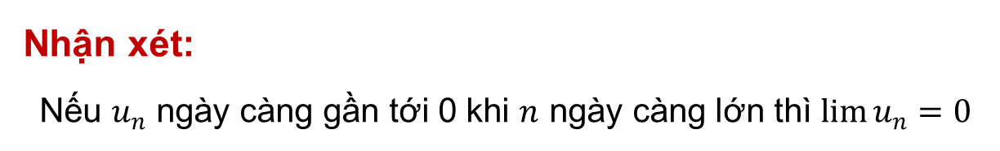 Nhận xét:
Nếu uₙ ngày càng gần tới 0 khi n ngày càng lớn thì lim uₙ = 0